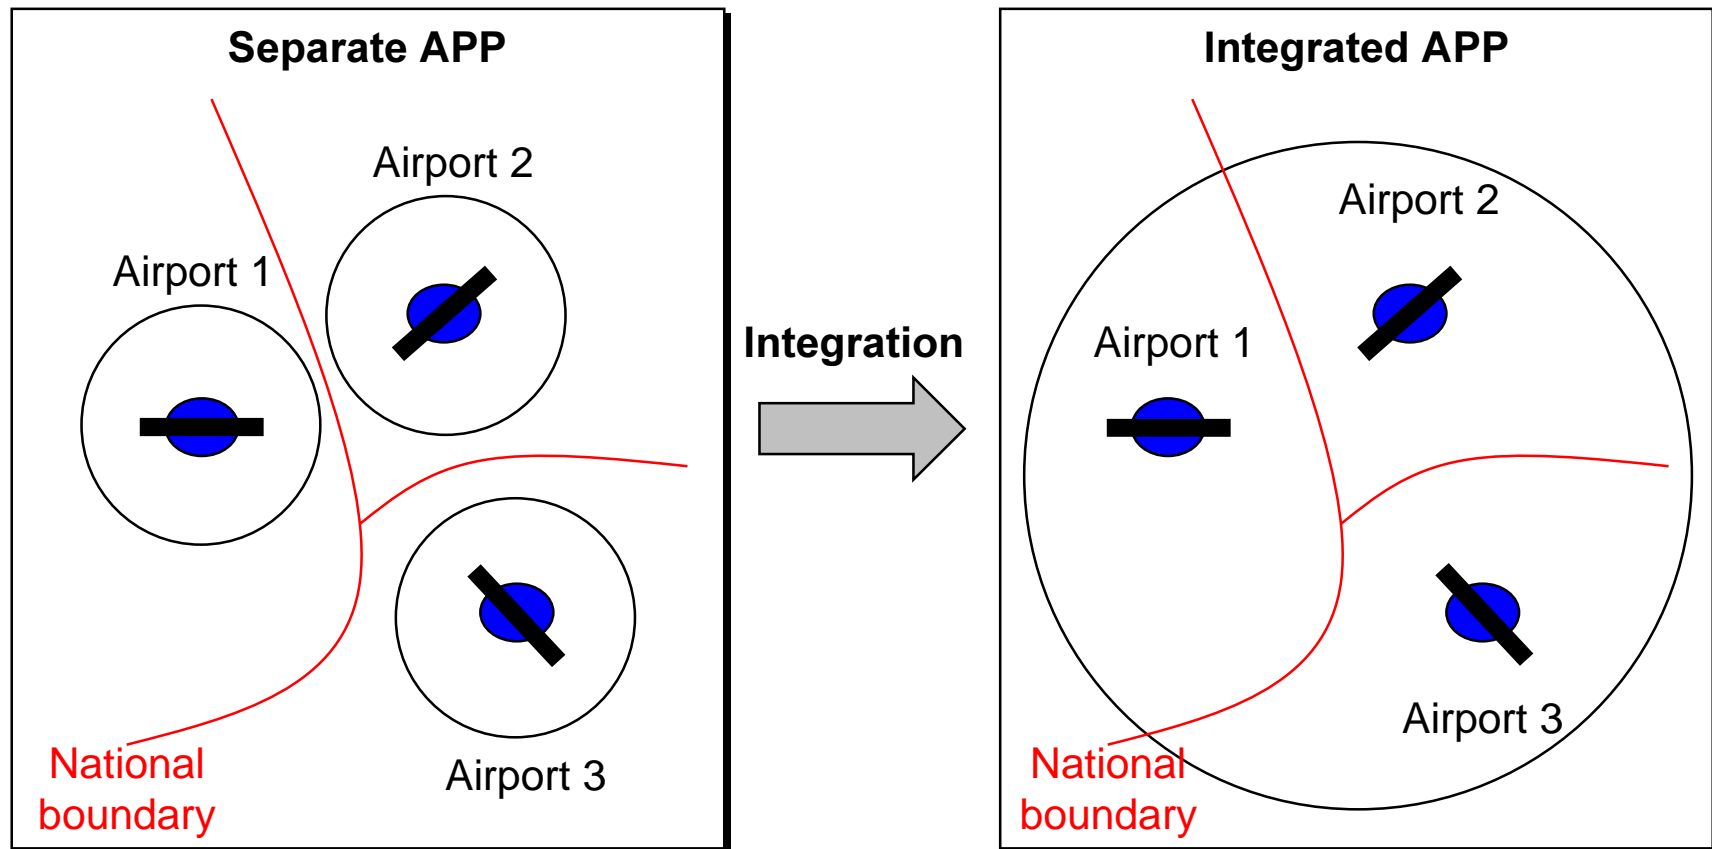 Separate APP
Airport 2
Airport 1
Airport 3
National
boundary
Integration
Integrated APP
Airport 2
Airport 1
Airport 3
National
boundary